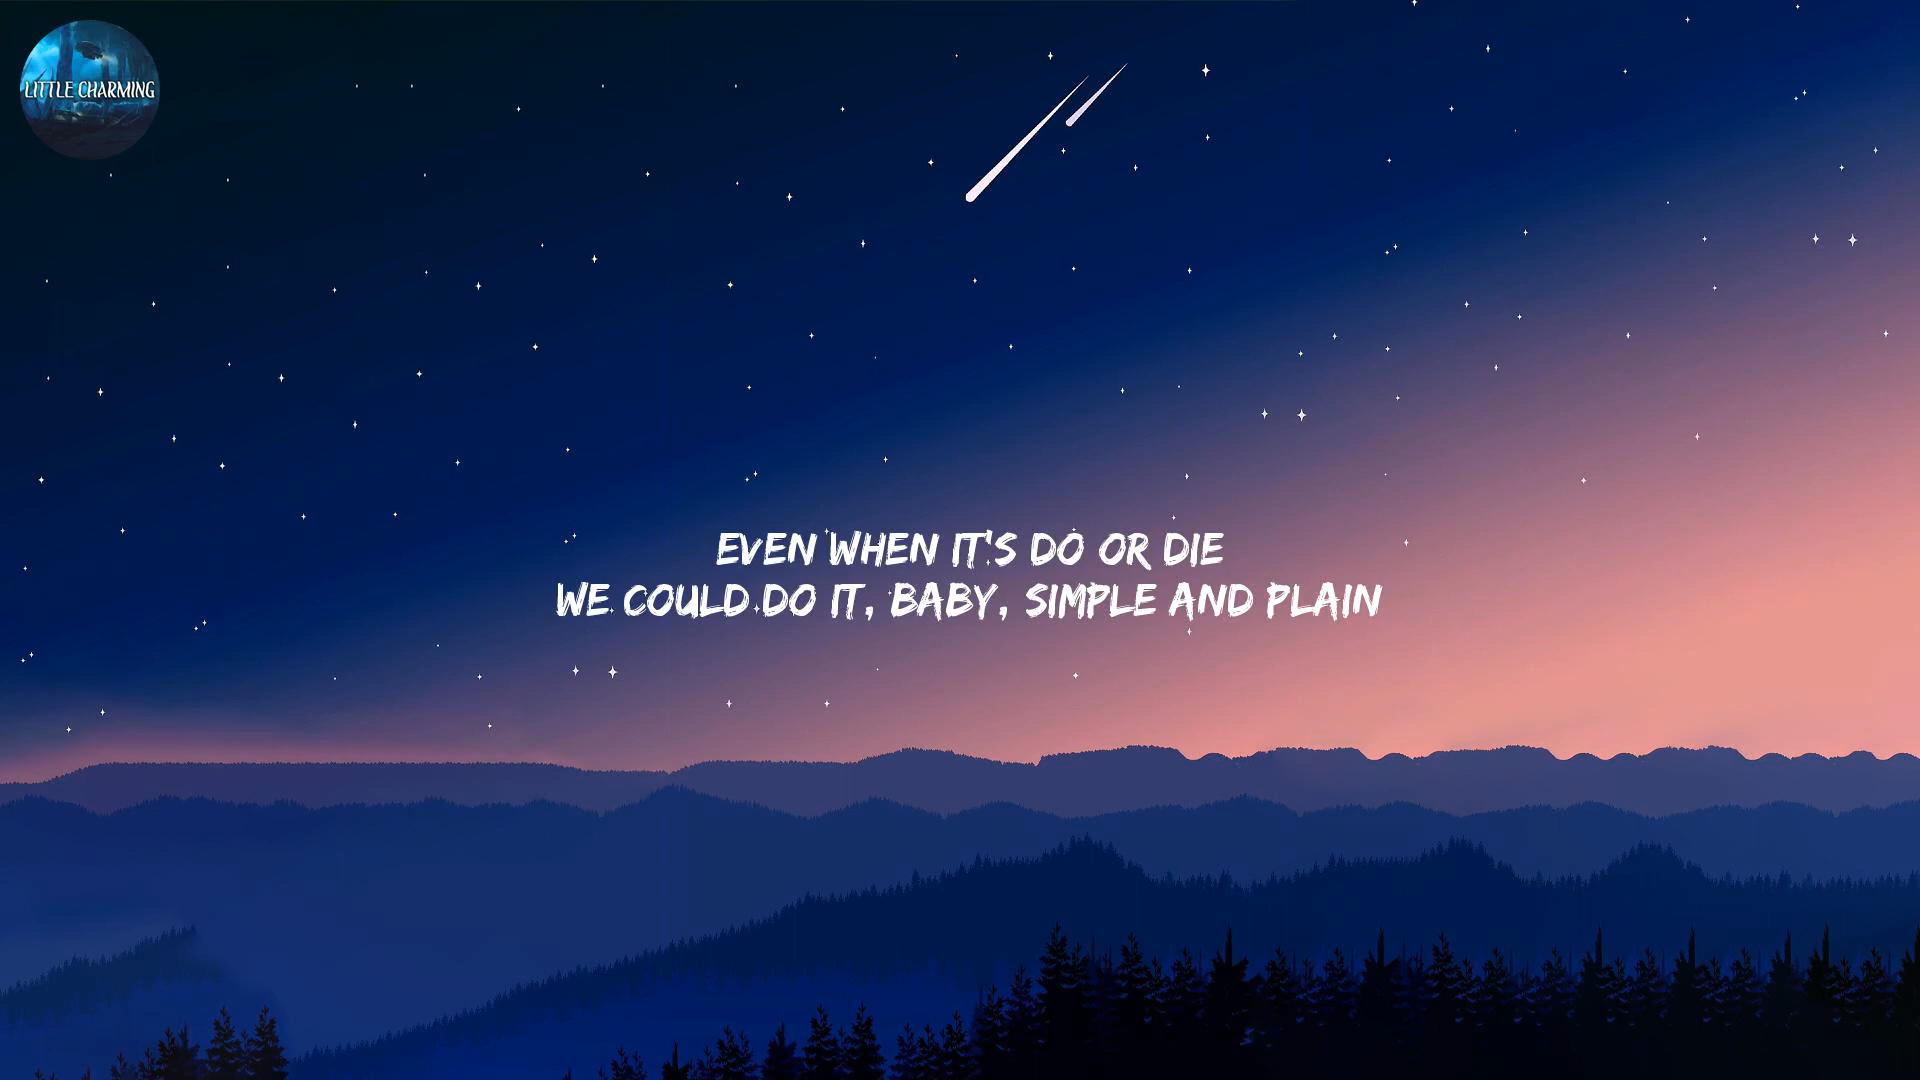 LITTLE CHARMING
EVEN WHEN IT'S DO OR DIE
WE COULD DO IT, BABY, SIMPLE AND PLAIN